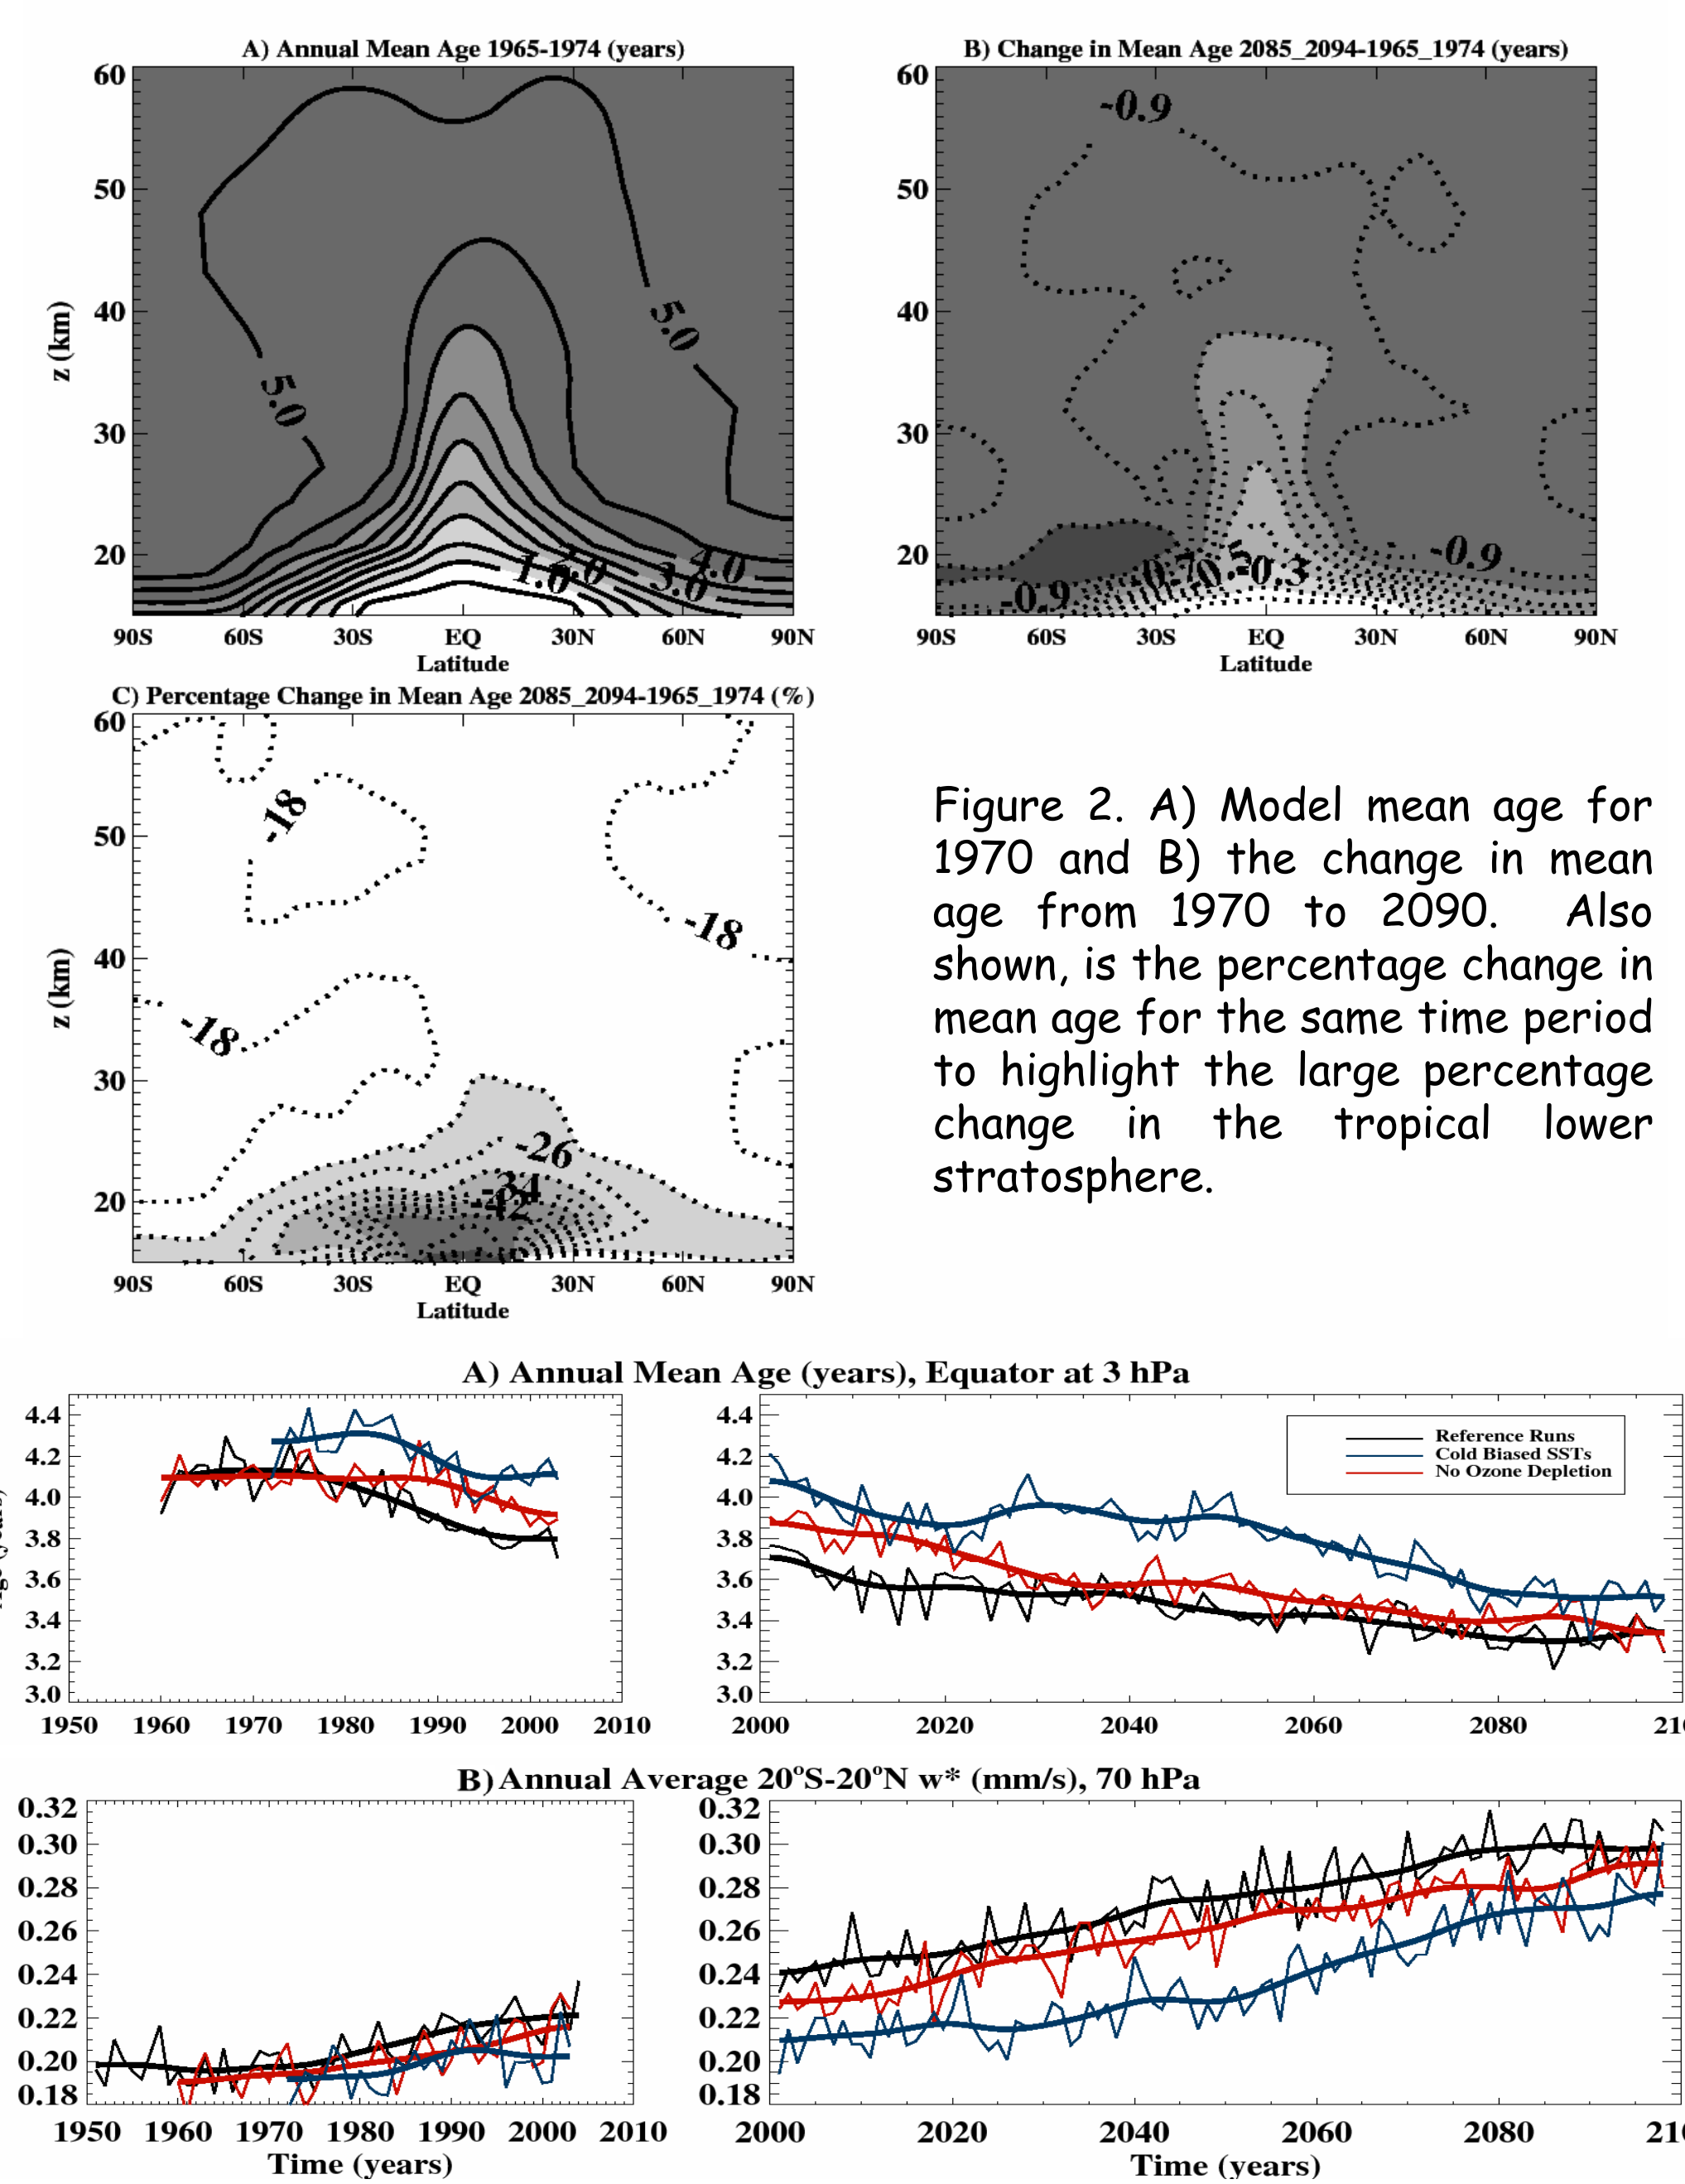 A) Annual Mean Age 1965-1974 (years)
60
50
40
30
20
z (km)
5.0
5.0
1.0
2.0
3.0
4.0
90S 60S 30S EQ 30N 60N 90N
Latitude
B) Change in Mean Age 2085_2094-1965_1974 (years)
60
50
40
30
20
-0.9
-0.9
-0.9
-0.7
-0.3
90S 60S 30S EQ 30N 60N 90N
Latitude
C) Percentage Change in Mean Age 2085_2094-1965_1974 (%)
60
50
40
30
20
z (km)
-18
-18
-18
-26
-34
-42
90S 60S 30S EQ 30N 60N 90N
Latitude
Figure 2. A) Model mean age for
1970 and B) the change in mean
age from 1970 to 2090. Also
shown, is the percentage change in
mean age for the same time period
to highlight the large percentage
change in the tropical lower
stratosphere.
A) Annual Mean Age (years), Equator at 3 hPa
4.4
4.2
4.0
3.8
3.6
3.4
3.2
3.0
1950 1960 1970 1980 1990 2000 2010
4.4
4.2
4.0
3.8
3.6
3.4
3.2
3.0
Reference Runs
Cold Biased SSTs
No Ozone Depletion
2000 2020 2040 2060 2080
B) Annual Average 20°S-20°N w* (mm/s), 70 hPa
0.32
0.30
0.28
0.26
0.24
0.22
0.20
0.18
1950 1960 1970 1980 1990 2000 2010
Time (years)
0.32
0.30
0.28
0.26
0.24
0.22
0.20
0.18
2000 2020 2040 2060 2080
Time (years)